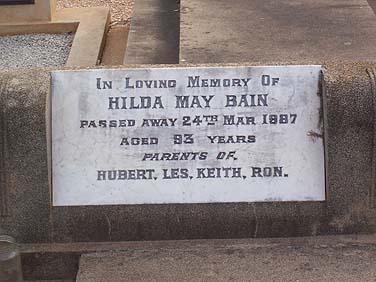 In Loving Memory Of
HILDA MAY BAIN
PASSED AWAY 24TH MAR 1987
AGED 93 YEARS
PARENTS OF,
HUBERT, LES, KEITH, RON.